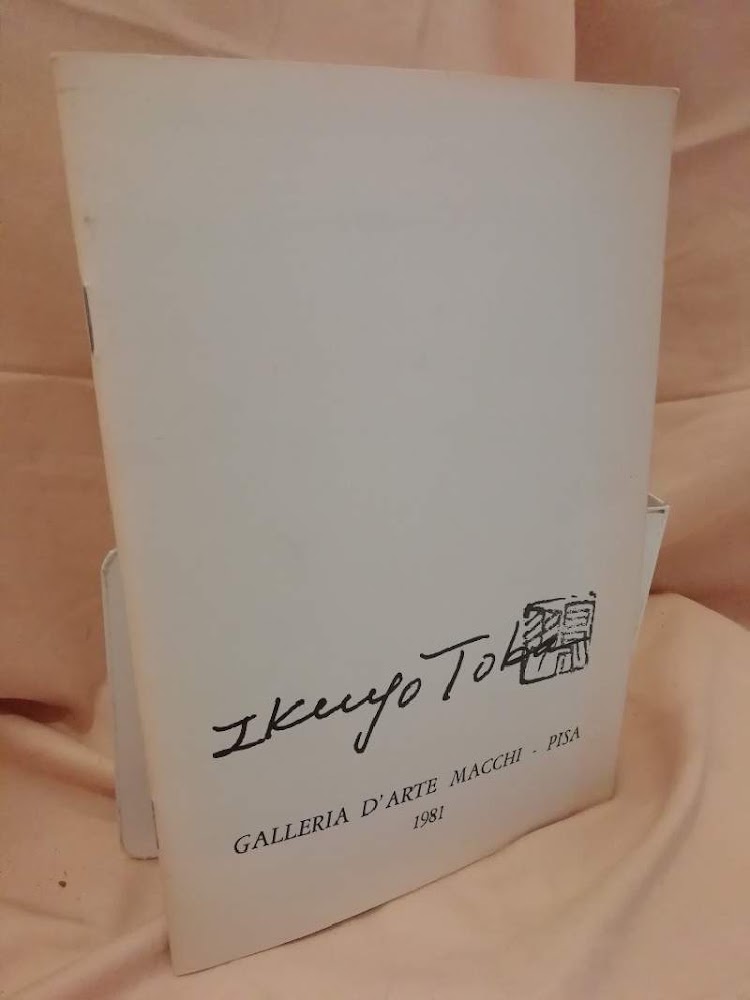 Ikuyo Toba
GALLERIA D'ARTE MACCHI - PISA
1981